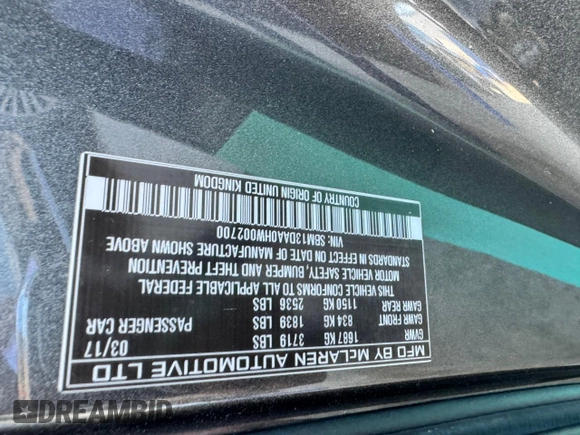 MFD BY MCLAREN AUTOMOTIVE LTD
03/17
GVWR 1687 KG 3719 LBS PASSENGER CAR
GAWR FRONT 834 KG 1839 LBS
GAWR REAR 1150 KG 2536 LBS
THIS VEHICLE CONFORMS TO ALL APPLICABLE FEDERAL
MOTOR VEHICLE SAFETY, BUMPER AND THEFT PREVENTION
STANDARDS IN EFFECT ON DATE OF MANUFACTURE SHOWN ABOVE
VIN: SBM13DAA0HW002700
COUNTRY OF ORIGIN UNITED KINGDOM
DREAMBID